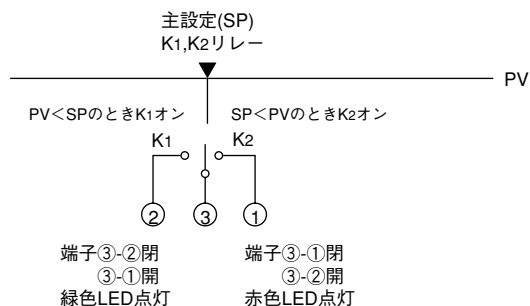 主設定(SP)
K1,K2リレー
PV
PV＜SPのときK1オン
SP＜PVのときK2オン
K1
K2
②
③
①
端子③-②閉
③-①開
緑色LED点灯
端子③-①閉
③-②開
赤色LED点灯